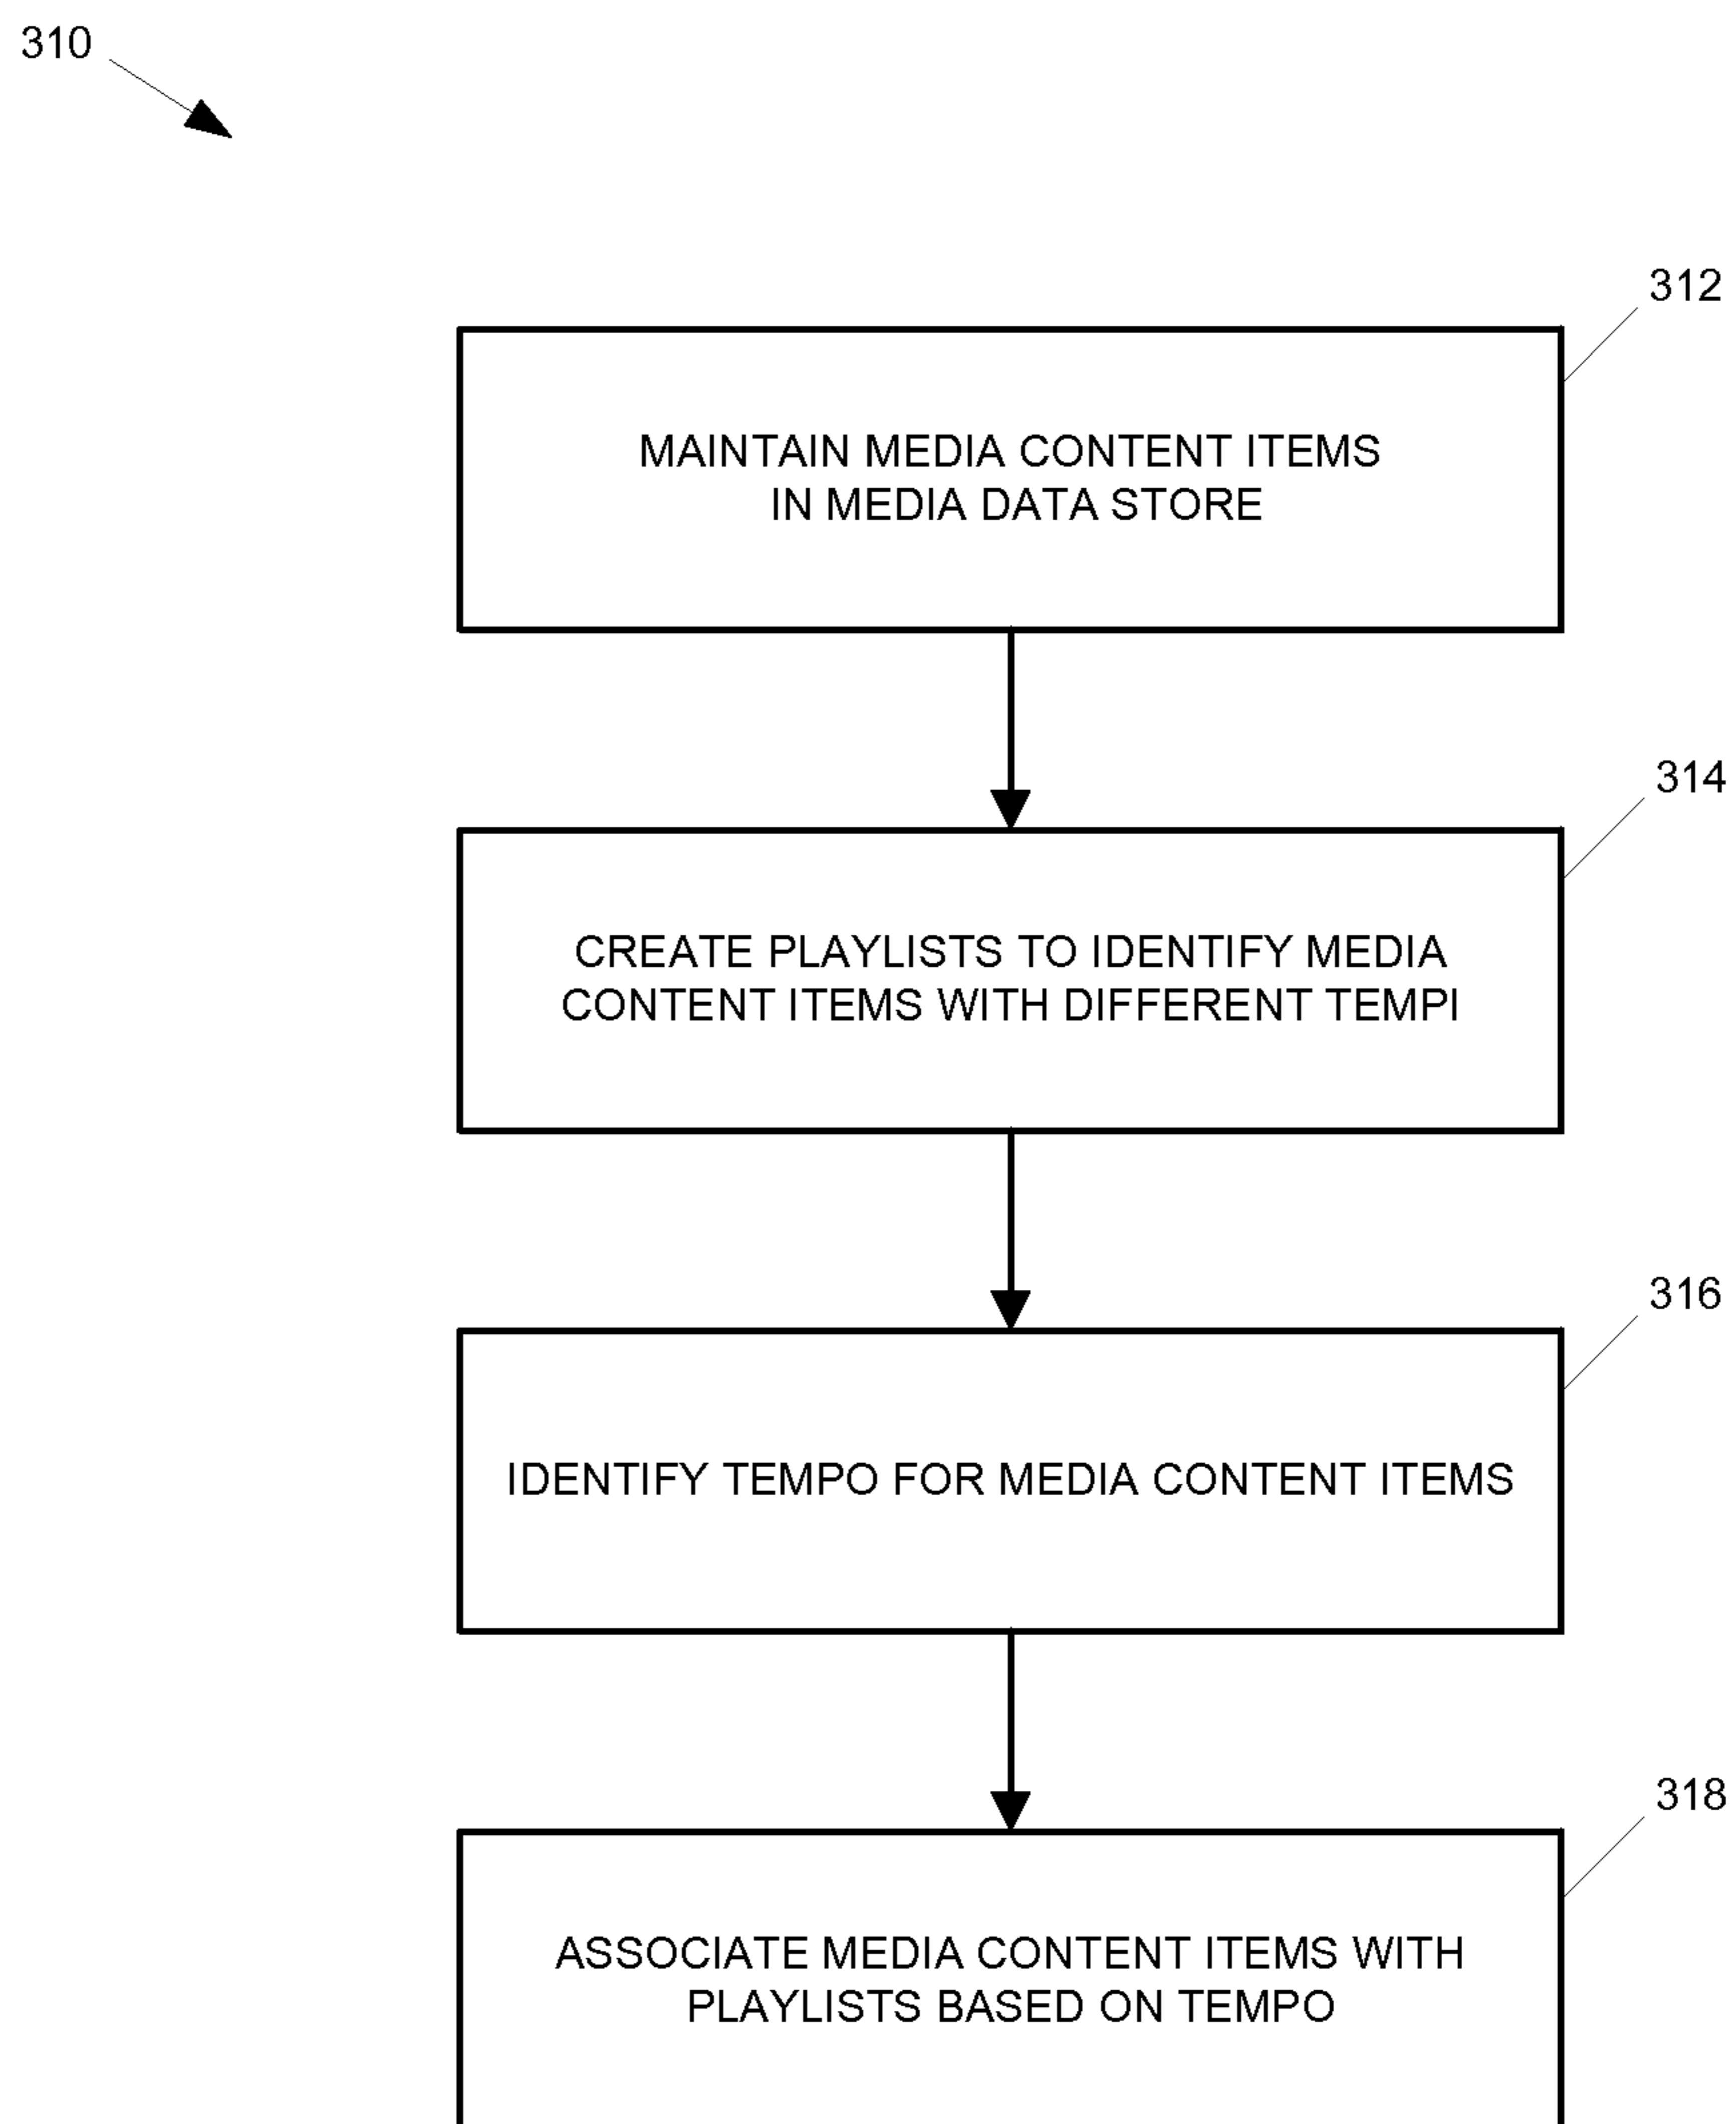 310
312
MAINTAIN MEDIA CONTENT ITEMS
IN MEDIA DATA STORE
314
CREATE PLAYLISTS TO IDENTIFY MEDIA
CONTENT ITEMS WITH DIFFERENT TEMPI
316
IDENTIFY TEMPO FOR MEDIA CONTENT ITEMS
318
ASSOCIATE MEDIA CONTENT ITEMS WITH
PLAYLISTS BASED ON TEMPO